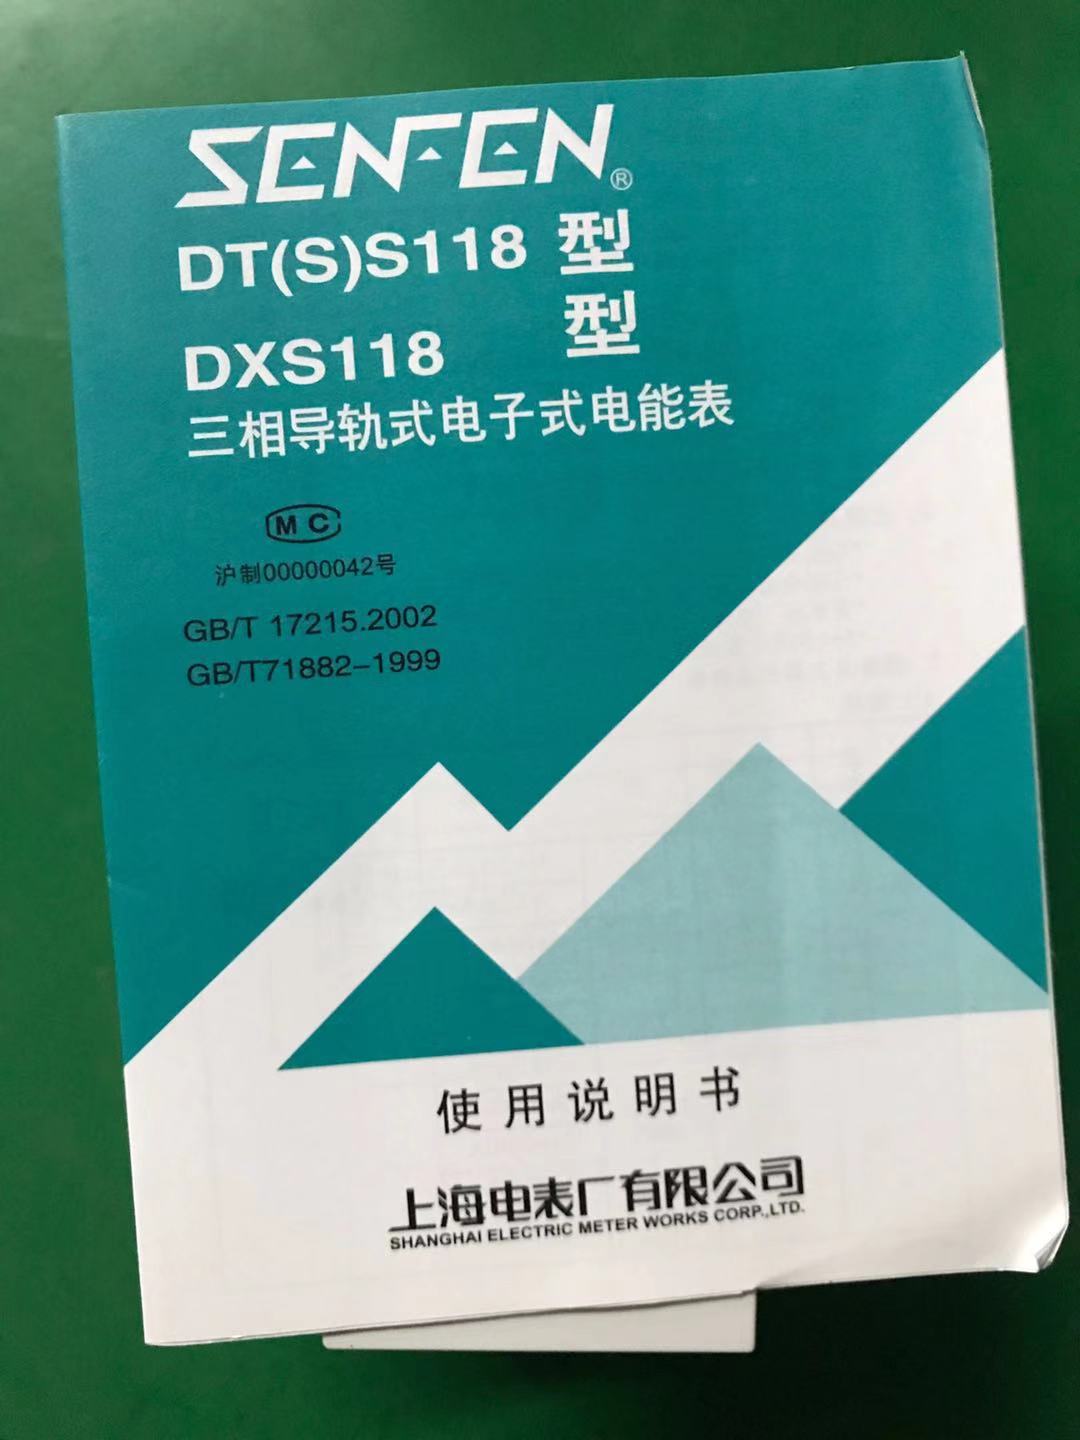 SENFEN®
DT(S)S118 型
DXS118 型
三相导轨式电子式电能表
MC
沪制00000042号
GB/T 17215.2002
GB/T71882-1999
使用说明书
上海电表厂有限公司
SHANGHAI ELECTRIC METER WORKS CORP.,LTD.